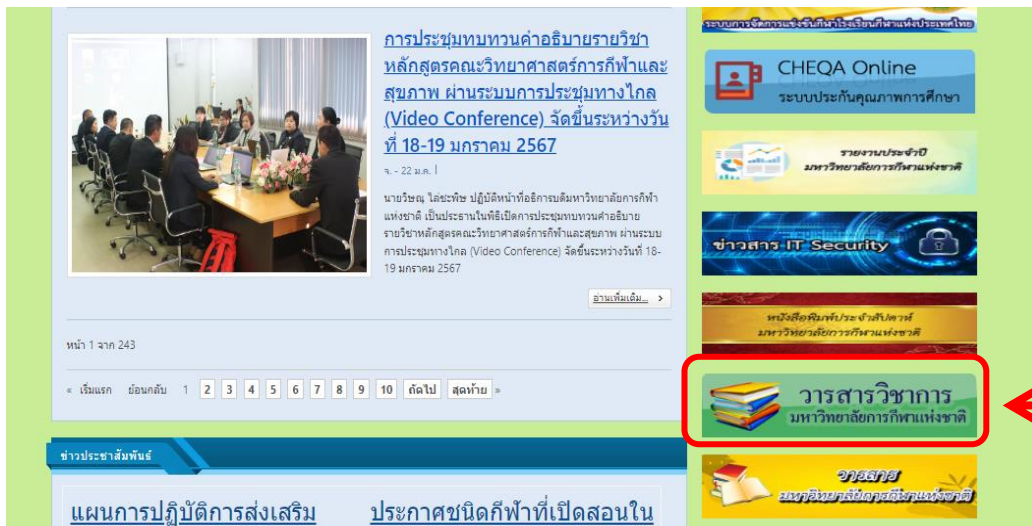 การประชุมทบทวนคำอธิบายรายวิชา
หลักสูตรคณะวิทยาศาสตร์การกีฬาและ
สุขภาพ ผ่านระบบการประชุมทางไกล
(Video Conference) จัดขึ้นระหว่างวัน
ที่ 18-19 มกราคม 2567
จ. - 22 ม.ค. |
นายวิษณุ ไล่ชะพิษ ปฏิบัติหน้าที่อธิการบดีมหาวิทยาลัยการกีฬา
แห่งชาติ เป็นประธานในพิธีเปิดการประชุมทบทวนคำอธิบาย
รายวิชาหลักสูตรคณะวิทยาศาสตร์การกีฬาและสุขภาพ ผ่านระบบ
การประชุมทางไกล (Video Conference) จัดขึ้นระหว่างวันที่ 18-
19 มกราคม 2567
อ่านเพิ่มเติม... >
หน้า 1 จาก 243
« เริ่มแรก ย้อนกลับ 1 2 3 4 5 6 7 8 9 10 ถัดไป สุดท้าย »
ข่าวประชาสัมพันธ์
แผนการปฏิบัติการส่งเสริม
ประกาศชนิดกีฬาที่เปิดสอนใน
ระบบการจัดการแข่งขันกีฬาโรงเรียนกีฬาแห่งประเทศไทย
CHEQA Online
ระบบประกันคุณภาพการศึกษา
รายงานประจำปี
มหาวิทยาลัยการกีฬาแห่งชาติ
ข่าวสาร IT Security
หนังสือพิมพ์ประจำสัปดาห์
มหาวิทยาลัยการกีฬาแห่งชาติ
วารสารวิชาการ
มหาวิทยาลัยการกีฬาแห่งชาติ
วารสาร
มหาวิทยาลัยการกีฬาแห่งชาติ